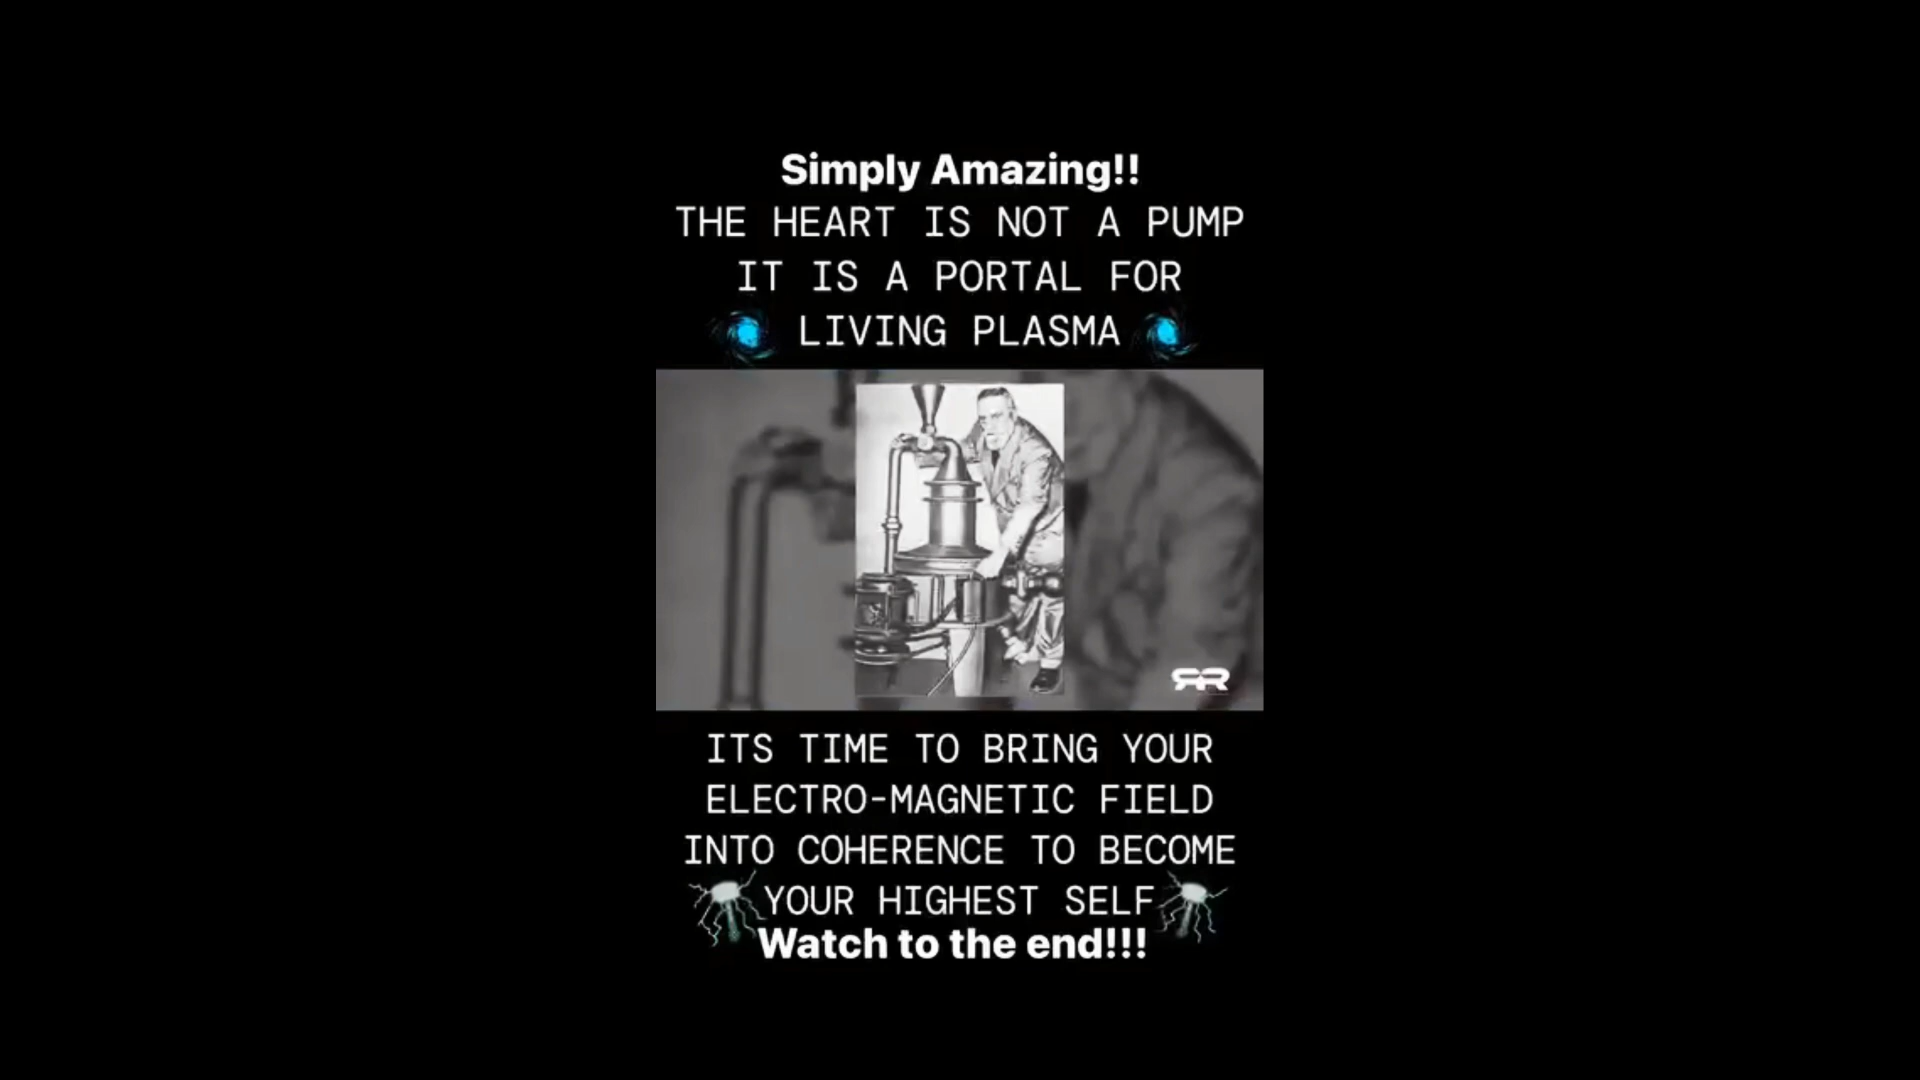 Simply Amazing!!
THE HEART IS NOT A PUMP
IT IS A PORTAL FOR
LIVING PLASMA
ЯR
ITS TIME TO BRING YOUR
ELECTRO-MAGNETIC FIELD
INTO COHERENCE TO BECOME
YOUR HIGHEST SELF
Watch to the end!!!